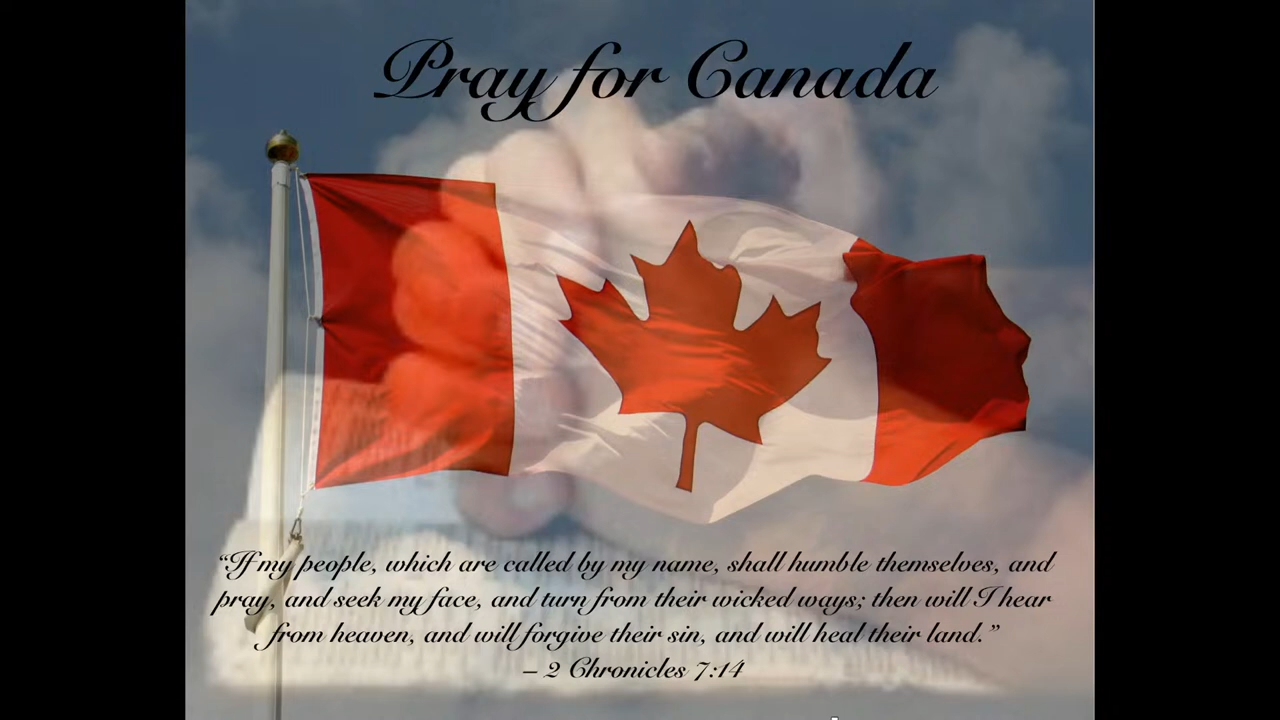 Pray for Canada
“If my people, which are called by my name, shall humble themselves, and
pray, and seek my face, and turn from their wicked ways; then will I hear
from heaven, and will forgive their sin, and will heal their land.”
– 2 Chronicles 7:14